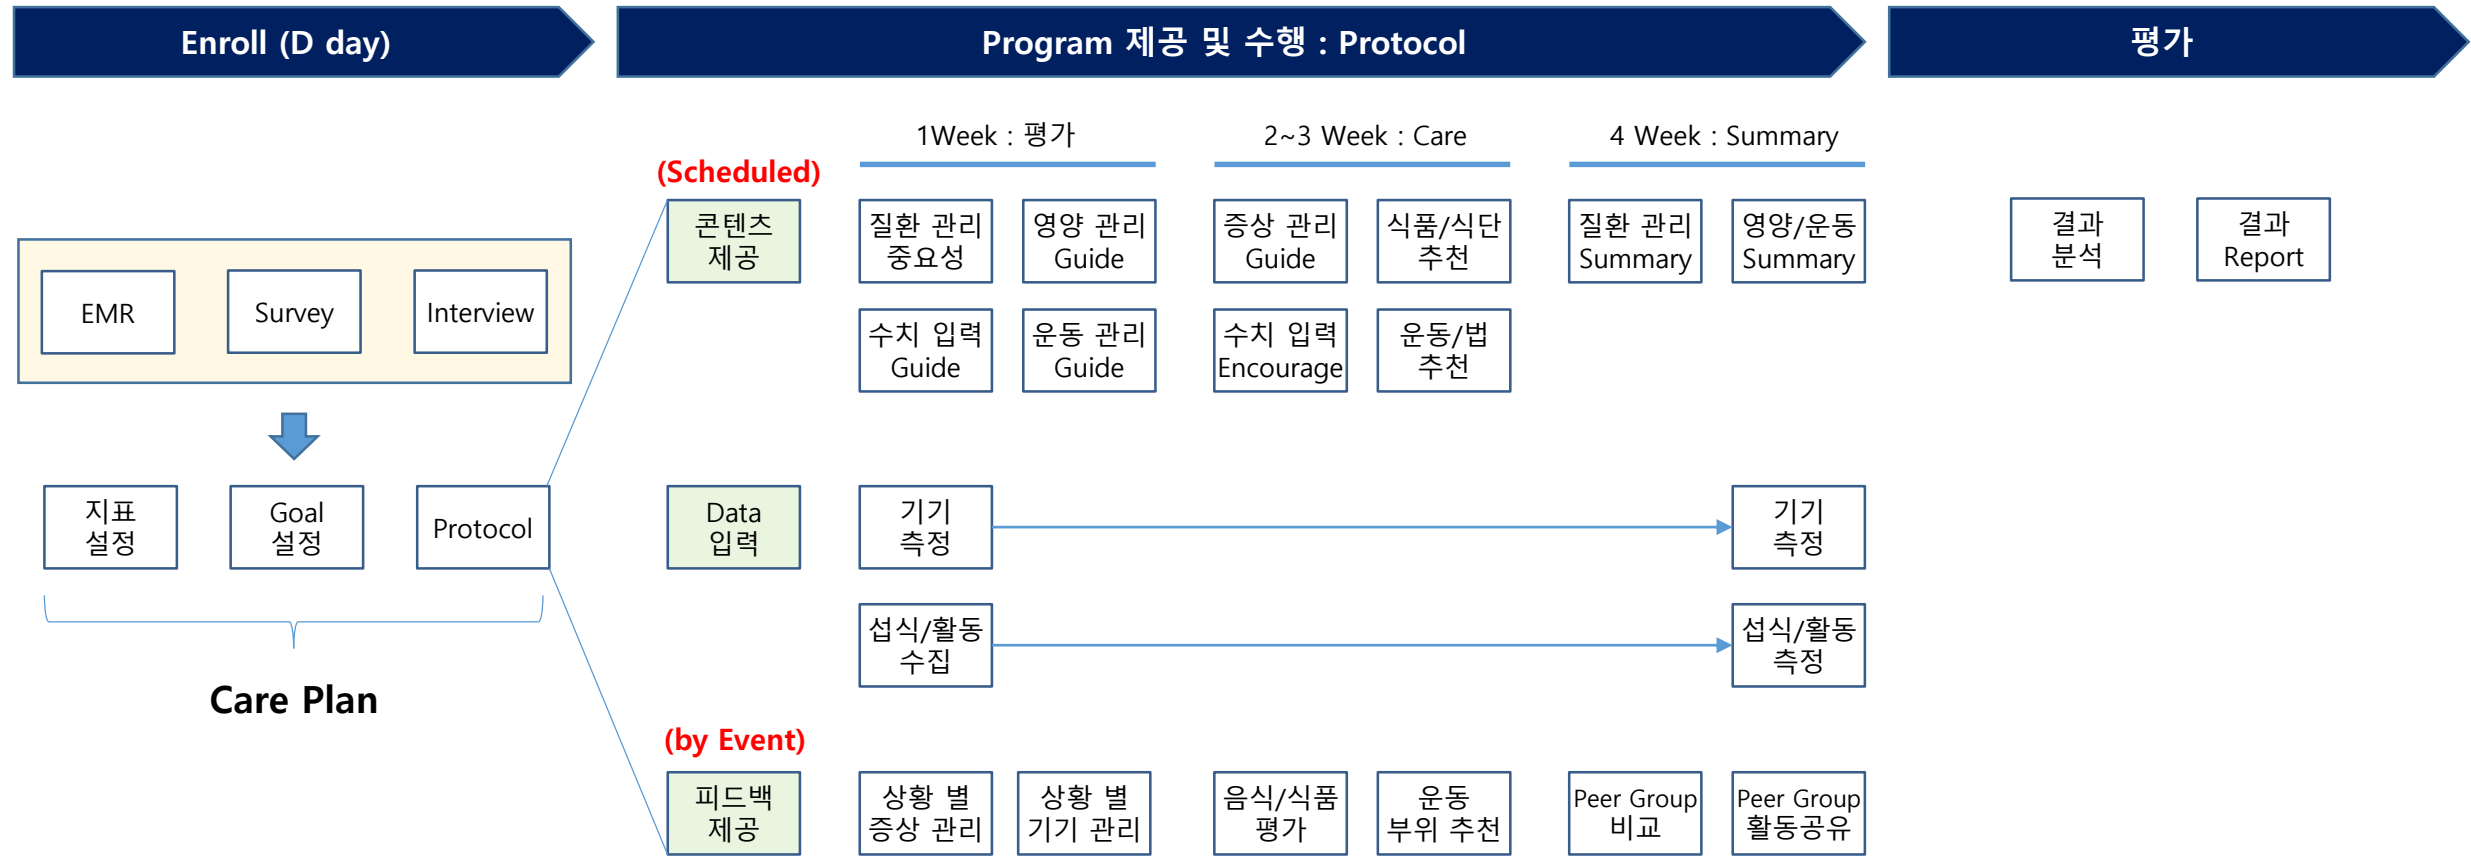 Enroll (D day)
Program 제공 및 수행 : Protocol
평가
1Week : 평가
2~3 Week : Care
4 Week : Summary
(Scheduled)
콘텐츠
제공
질환 관리
중요성
영양 관리
Guide
증상 관리
Guide
식품/식단
추천
질환 관리
Summary
영양/운동
Summary
결과
분석
결과
Report
EMR
Survey
Interview
수치 입력
Guide
운동 관리
Guide
수치 입력
Encourage
운동/법
추천
지표
설정
Goal
설정
Protocol
Data
입력
기기
측정
기기
측정
섭식/활동
수집
섭식/활동
측정
Care Plan
(by Event)
피드백
제공
상황 별
증상 관리
상황 별
기기 관리
음식/식품
평가
운동
부위 추천
Peer Group
비교
Peer Group
활동공유